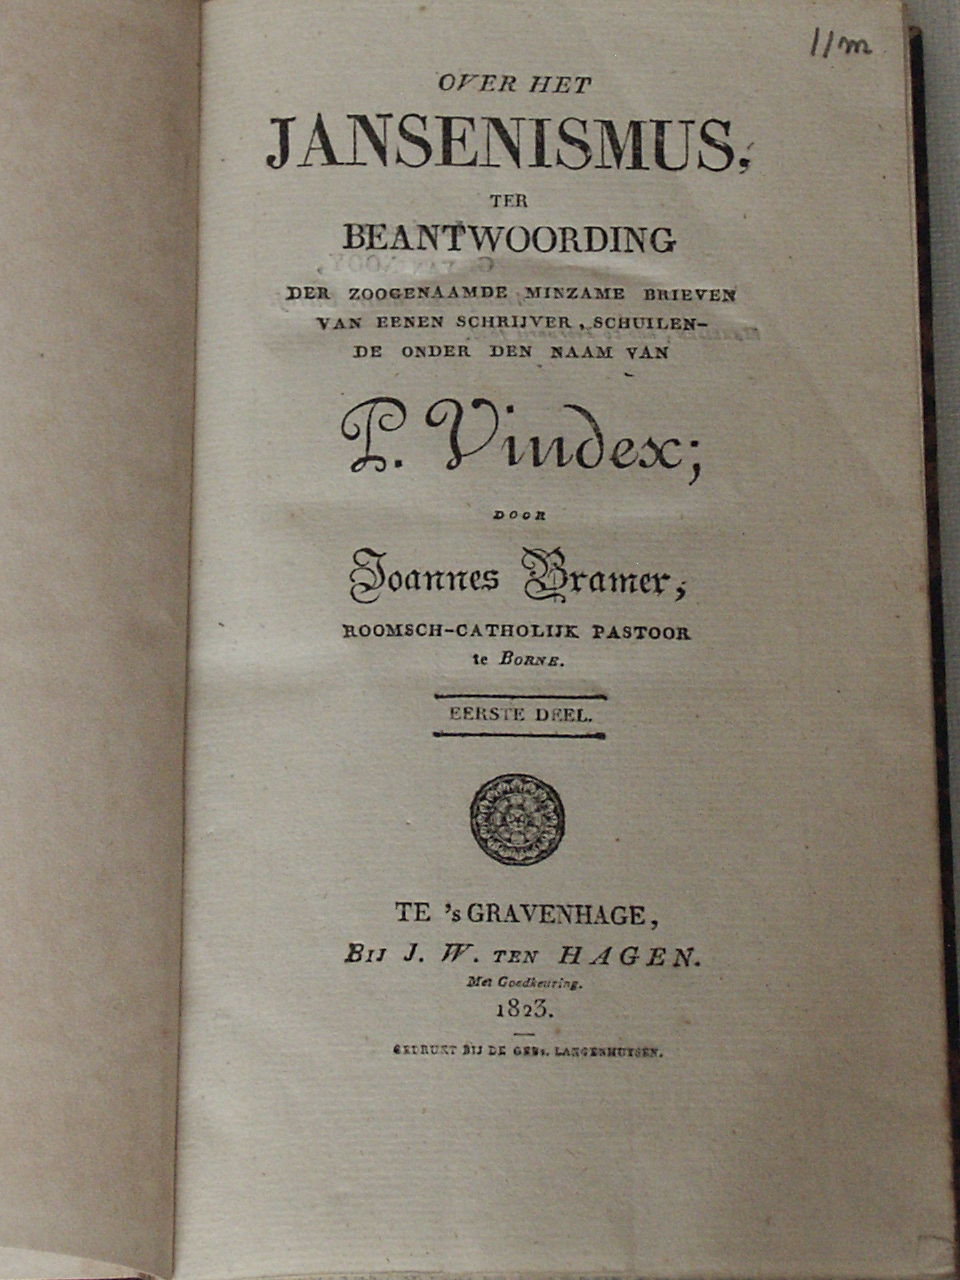 11m
OVER HET
JANSENISMUS,
TER
BEANTWOORDING
DER ZOOGENAAMDE MINZAME BRIEVEN
VAN EENEN SCHRIJVER, SCHUILEN-
DE ONDER DEN NAAM VAN
P. Vindex;
DOOR
Joannes Bramer,
ROOMSCH-CATHOLIJK PASTOOR
te BORNE.
EERSTE DEEL.
TE 's GRAVENHAGE,
BIJ J. W. TEN HAGEN.
Met Goedkeuring.
1823.
GEDRUKT BIJ DE GEBs. LANGENHUYSEN.